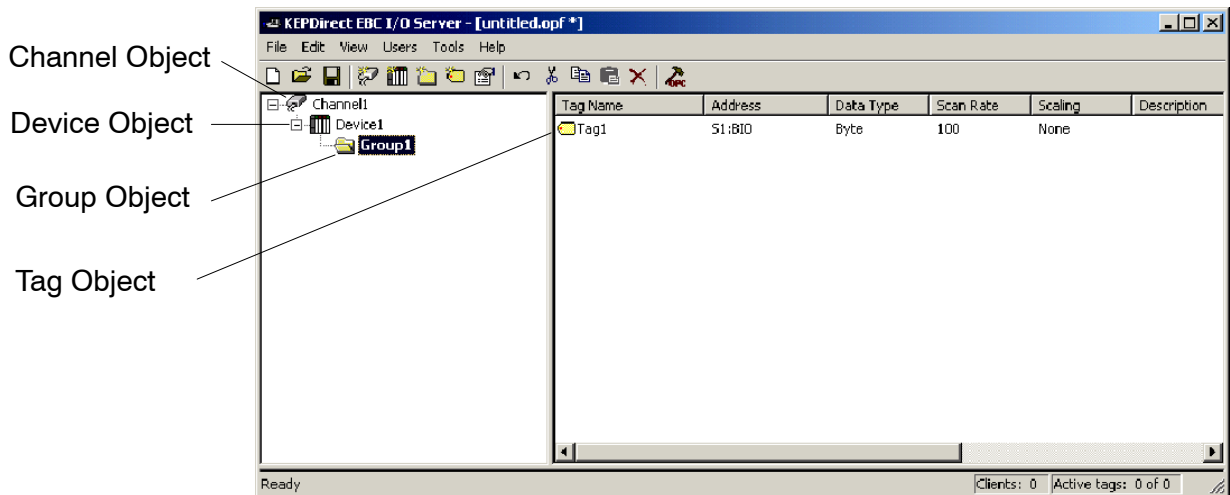 KEPDirect EBC I/O Server - [untitled.opf *]
File Edit View Users Tools Help
Channel Object
Device Object
Group Object
Tag Object
OPC
Channel1
Device1
Group1
Tag Name Address Data Type Scan Rate Scaling Description
Tag1 S1:BI0 Byte 100 None
Ready Clients: 0 Active tags: 0 of 0